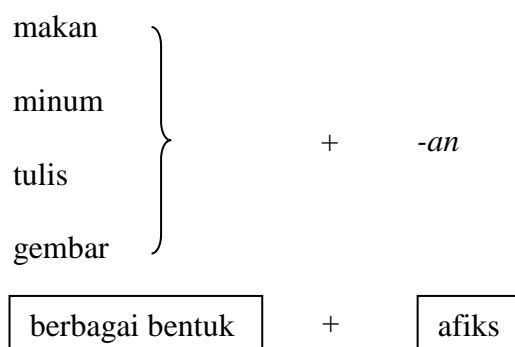 makan
minum
+ -an
tulis
gembar
berbagai bentuk + afiks